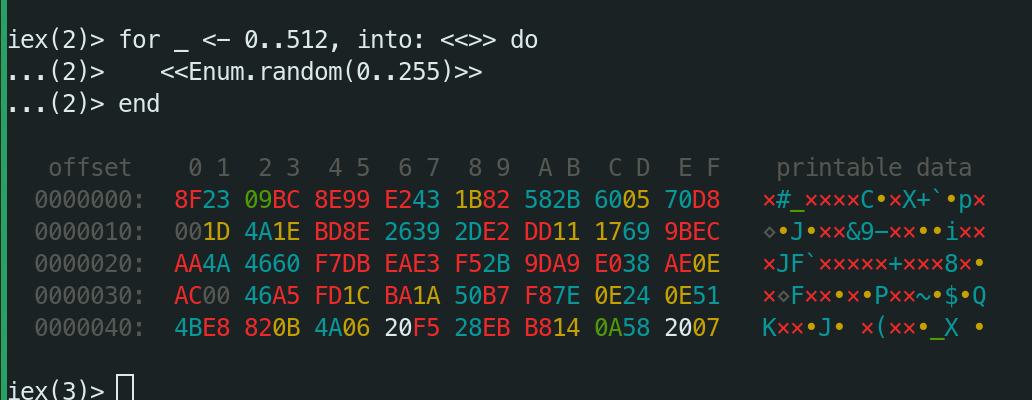 iex(2)> for _ <- 0..512, into: <<>> do
...(2)>    <<Enum.random(0..255)>>
...(2)> end
offset   0 1  2 3  4 5  6 7  8 9  A B  C D  E F    printable data
0000000:  8F23 09BC 8E99 E243 1B82 582B 6005 70D8   ×#_××××C•×X+`•p×
0000010:  001D 4A1E BD8E 2639 2DE2 DD11 1769 9BEC   ⋄•J•××&9-××••i××
0000020:  AA4A 4660 F7DB EAE3 F52B 9DA9 E038 AE0E   ×JF`×××××+×××8×•
0000030:  AC00 46A5 FD1C BA1A 50B7 F87E 0E24 0E51   ×⋄F××•×•P××~•$•Q
0000040:  4BE8 820B 4A06 20F5 28EB B814 0A58 2007   K××•J• ×(××•_X •
iex(3)>